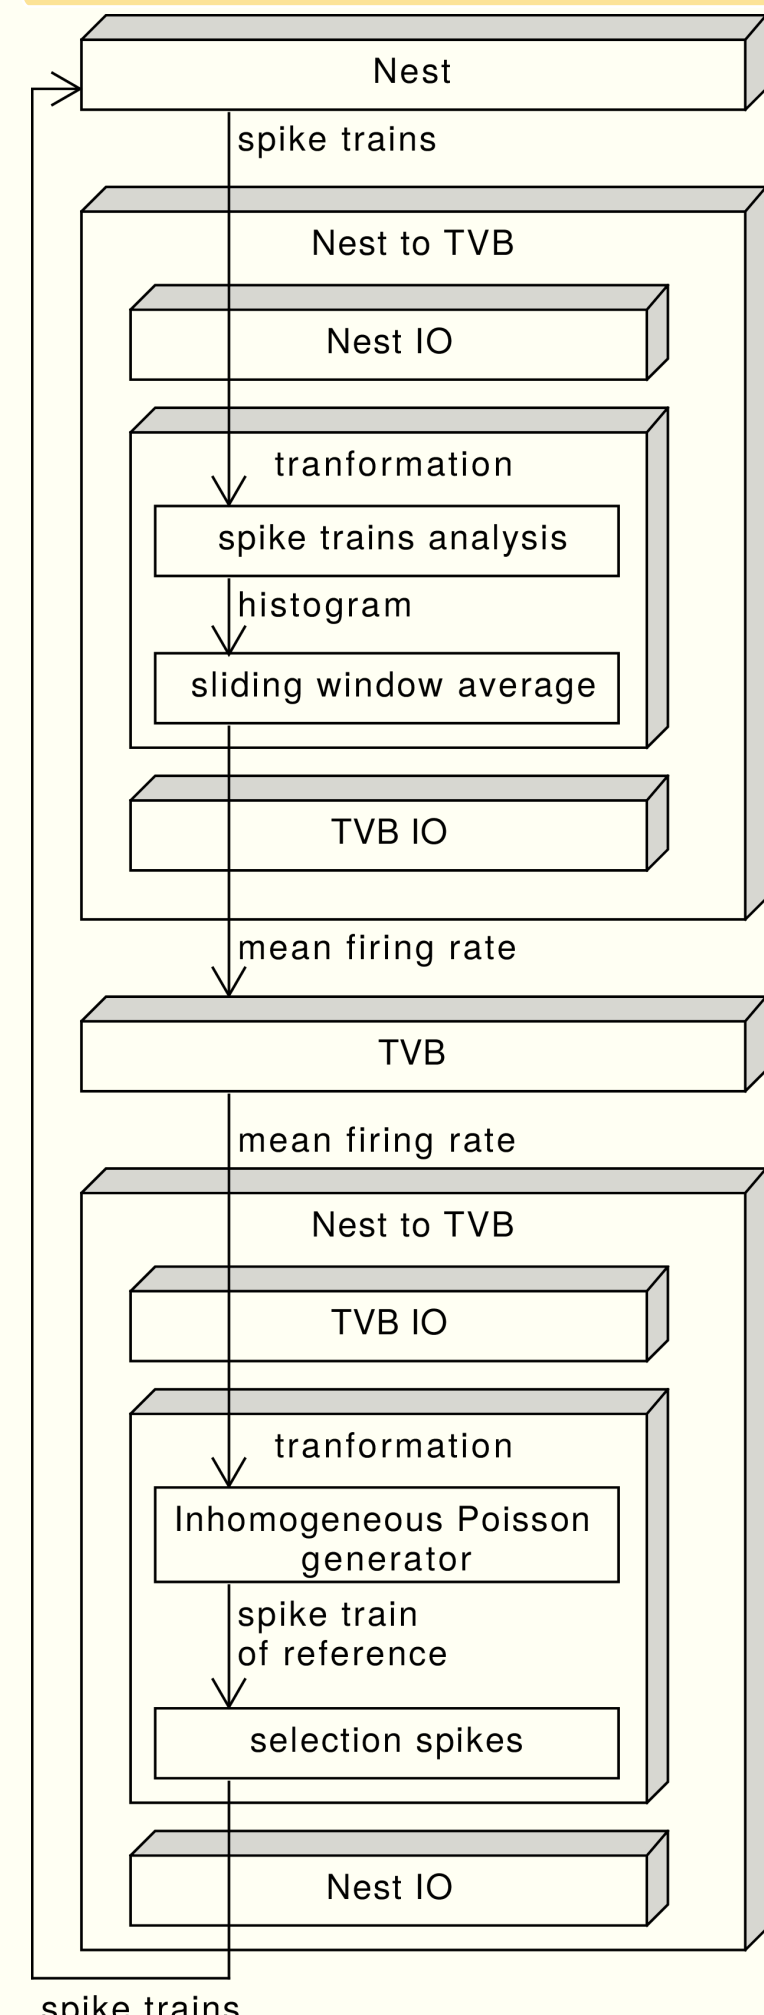 Nest
spike trains
Nest to TVB
Nest IO
tranformation
spike trains analysis
histogram
sliding window average
TVB IO
mean firing rate
TVB
mean firing rate
Nest to TVB
TVB IO
tranformation
Inhomogeneous Poisson
generator
spike train
of reference
selection spikes
Nest IO
spike trains